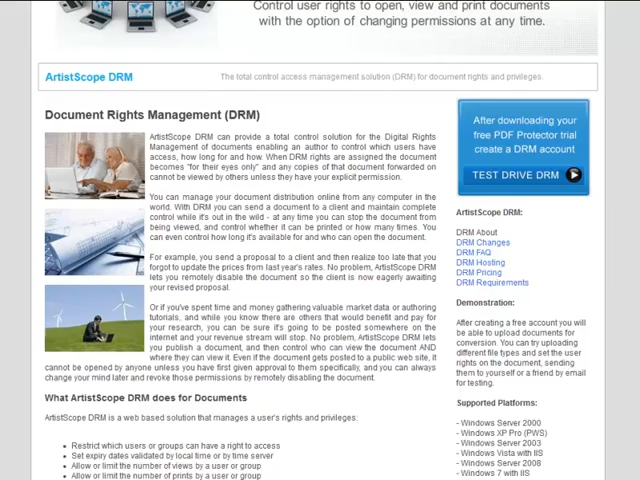 Control user rights to open, view and print documents
with the option of changing permissions at any time.
ArtistScope DRM
The total control access management solution (DRM) for document rights and privileges.
Document Rights Management (DRM)
ArtistScope DRM can provide a total control solution for the Digital Rights
Management of documents enabling an author to control which users have
access, how long for and how. When DRM rights are assigned the document
becomes "for their eyes only" and any copies of that document forwarded on
cannot be viewed by others unless they have your explicit permission.
You can manage your document distribution online from any computer in the
world. With DRM you can send a document to a client and maintain complete
control while it's out in the wild - at any time you can stop the document from
being viewed, and control whether it can be printed or how many times. You
can even control how long it's available for and who can open the document.
For example, you send a proposal to a client and then realize too late that you
forgot to update the prices from last year's rates. No problem, ArtistScope DRM
lets you remotely disable the document so the client is now eagerly awaiting
your revised proposal.
Or if you've spent time and money gathering valuable market data or authoring
tutorials, and while you know there are others that would benefit and pay for
your research, you can be sure it's going to be posted somewhere on the
internet and your revenue stream will stop. No problem, ArtistScope DRM lets
you publish a document, and then control who can view the document AND
where they can view it. Even if the document gets posted to a public web site, it
cannot be opened by anyone unless you have first given approval to them specifically, and you can always
change your mind later and revoke those permissions by remotely disabling the document.
What ArtistScope DRM does for Documents
ArtistScope DRM is a web based solution that manages a user's rights and privileges:
Restrict which users or groups can have a right to access
Set expiry dates validated by local time or by time server
Allow or limit the number of views by a user or group
Allow or limit the number of prints by a user or group
After downloading your
free PDF Protector trial
create a DRM account
TEST DRIVE DRM
ArtistScope DRM:
DRM About
DRM Changes
DRM FAQ
DRM Hosting
DRM Pricing
DRM Requirements
Demonstration:
After creating a free account you will
be able to upload documents for
conversion. You can try uploading
different file types and set the user
rights on the document, sending
them to yourself or a friend by email
for testing.
Supported Platforms:
- Windows Server 2000
- Windows XP Pro (PWS)
- Windows Server 2003
- Windows Vista with IIS
- Windows Server 2008
- Windows 7 with IIS